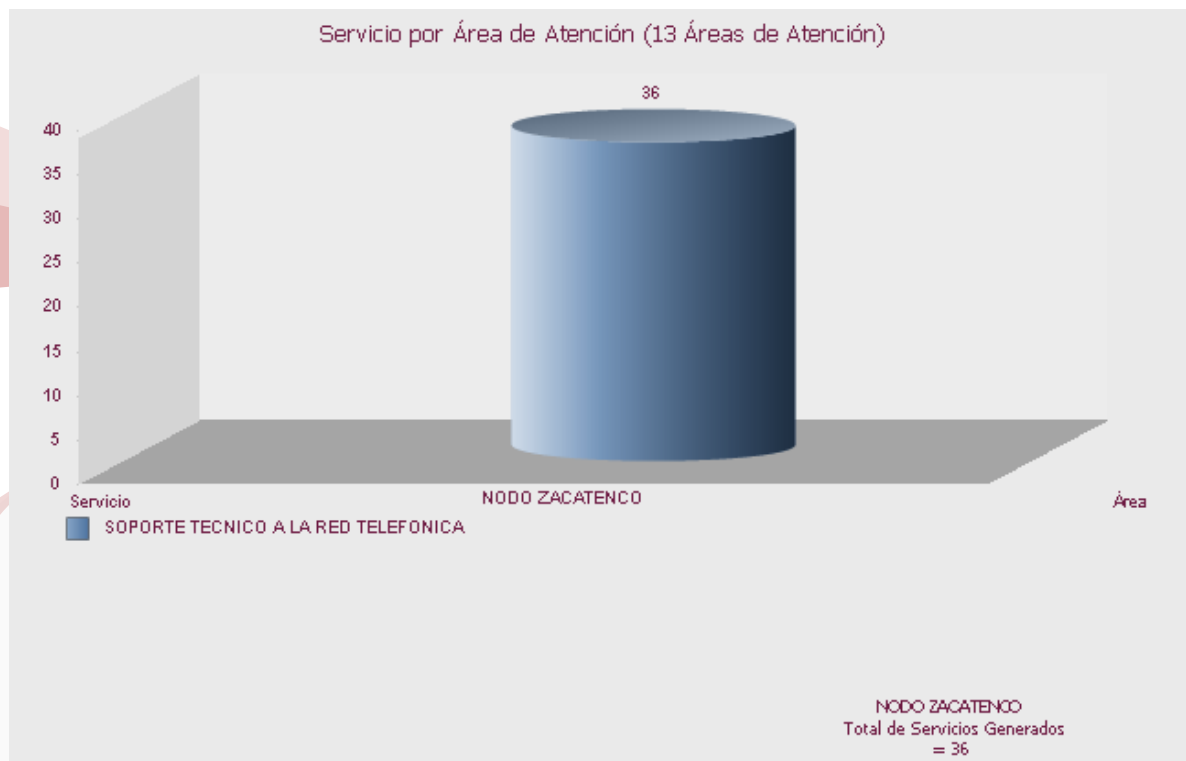 Servicio por Área de Atención (13 Áreas de Atención)
36
40
35
30
25
20
15
10
5
0
Servicio
NODO ZACATENCO
Área
SOPORTE TECNICO A LA RED TELEFONICA
NODO ZACATENCO
Total de Servicios Generados
= 36